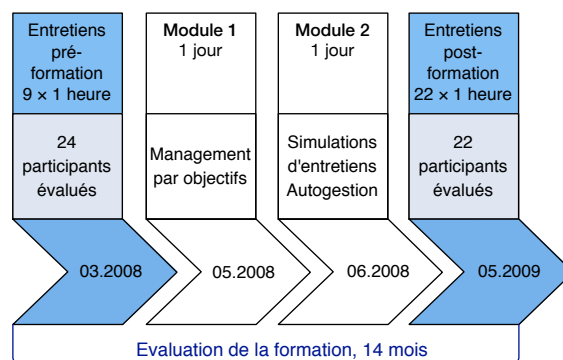 Entretiens
pré-
formation
9 × 1 heure
24
participants
évalués
03.2008
Module 1
1 jour
Management
par objectifs
05.2008
Module 2
1 jour
Simulations
d'entretiens
Autogestion
06.2008
Entretiens
post-
formation
22 × 1 heure
22
participants
évalués
05.2009
Evaluation de la formation, 14 mois